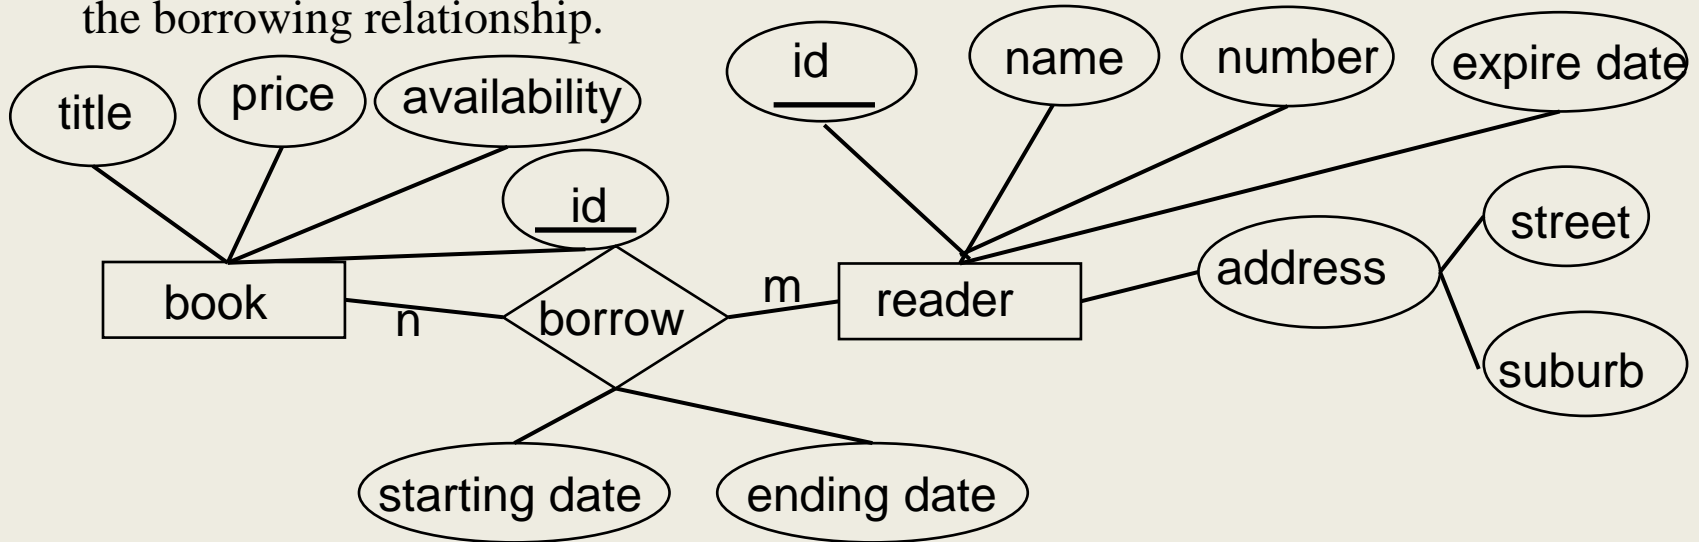 the borrowing relationship.
title
price
availability
id
id
name
number
expire date
street
address
suburb
book
n
borrow
m
reader
starting date
ending date